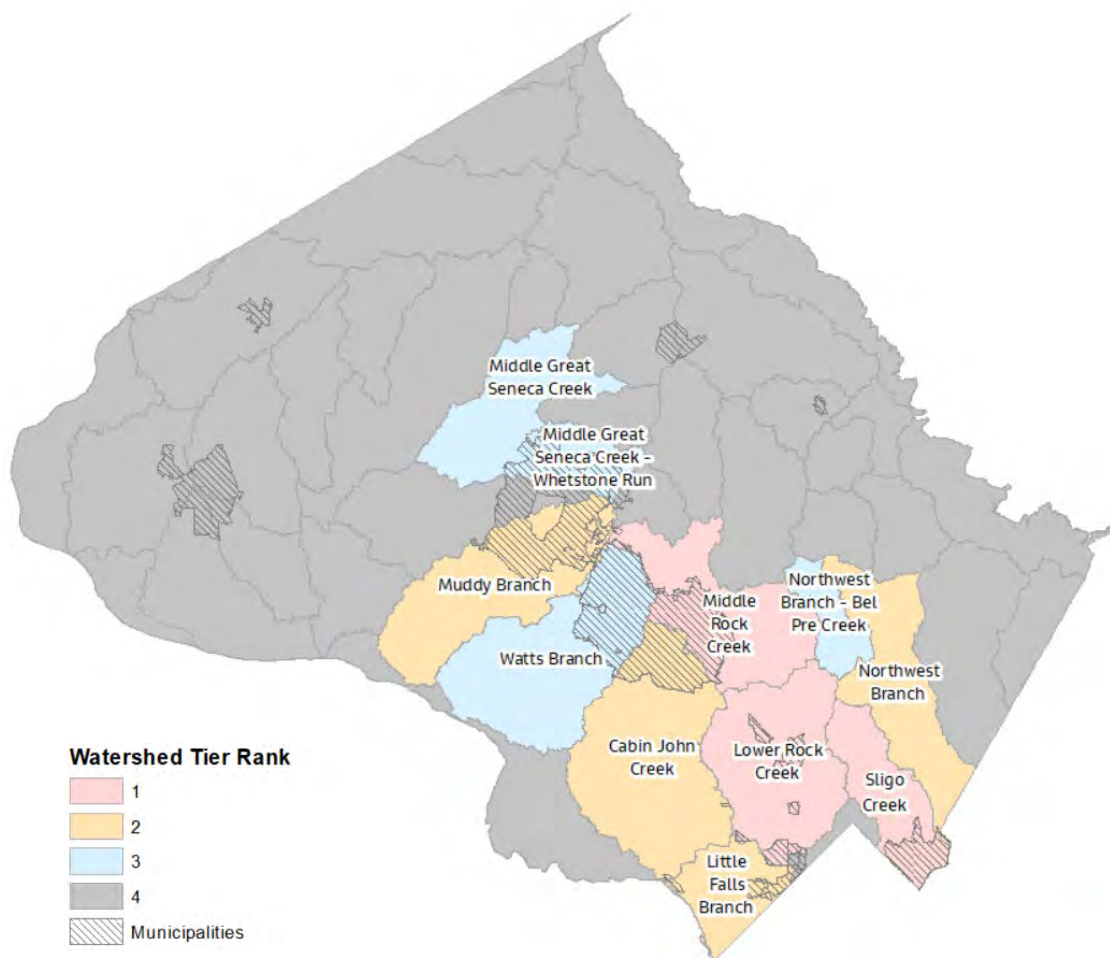 Middle Great
Seneca Creek
Middle Great
Seneca Creek -
Whetstone Run
Muddy Branch
Middle
Rock
Creek
Northwest
Branch - Bel
Pre Creek
Watts Branch
Northwest
Branch
Cabin John
Creek
Lower Rock
Creek
Sligo
Creek
Little
Falls
Branch
Watershed Tier Rank
1
2
3
4
Municipalities